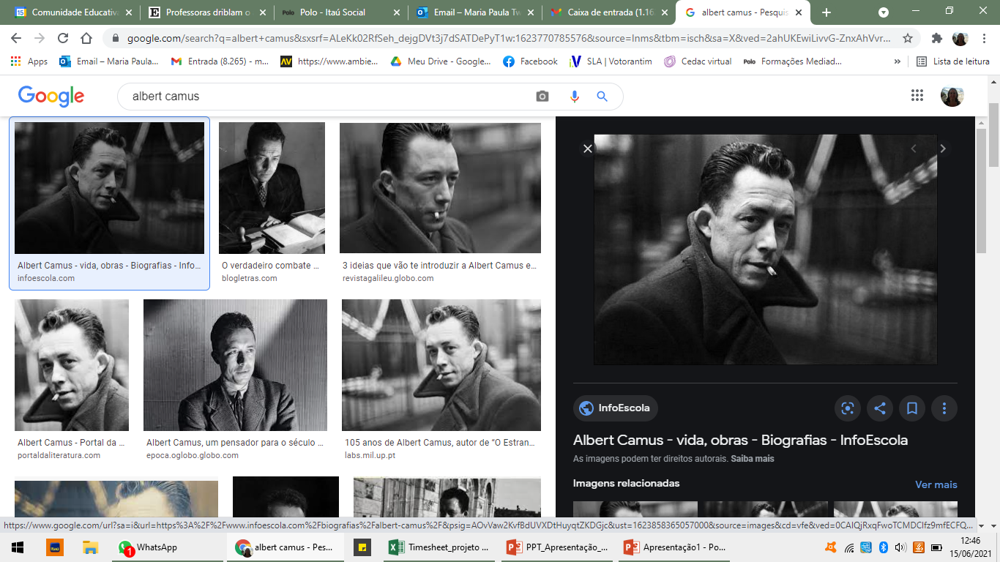 Comunidade Educativa
Professoras driblam o
Polo Polo - Itaú Social
Email – Maria Paula Tw
Caixa de entrada (1.16
albert camus - Pesquis
google.com/search?q=albert+camus&sxsrf=ALeKk02RfSeh_dejgDVt3j7dSATDePyT1w:1623770785576&source=lnms&tbm=isch&sa=X&ved=2ahUKEwiLivvG-ZnxAhVvr...
Apps
Email – Maria Paula...
Entrada (8.265) - m...
https://www.ambie...
Meu Drive - Google...
Facebook
SLA | Votorantim
Cedac virtual
Polo Formações Mediad...
»
Lista de leitura
Google
albert camus
Albert Camus - vida, obras - Biografias - Info...
infoescola.com
O verdadeiro combate ...
blogletras.com
3 ideias que vão te introduzir a Albert Camus e...
revistagalileu.globo.com
Albert Camus - Portal da ...
portaldaliteratura.com
Albert Camus, um pensador para o século ...
epoca.oglobo.globo.com
105 anos de Albert Camus, autor de “O Estran...
labs.mil.up.pt
InfoEscola
Albert Camus - vida, obras - Biografias - InfoEscola
As imagens podem ter direitos autorais. Saiba mais
Imagens relacionadas
Ver mais
https://www.google.com/url?sa=i&url=https%3A%2F%2Fwww.infoescola.com%2Fbiografias%2Falbert-camus%2F&psig=AOvVaw2KvfBdUVXDtHuyqtZKDGjc&ust=1623858365057000&source=images&cd=vfe&ved=0CAIQjRxqFwoTCMDClfz9mfECFQ...
Itaú
1
WhatsApp
albert camus - Pes...
Timesheet_projeto ...
PPT_Apresentação_...
Apresentação1 - Po...
12:46
15/06/2021